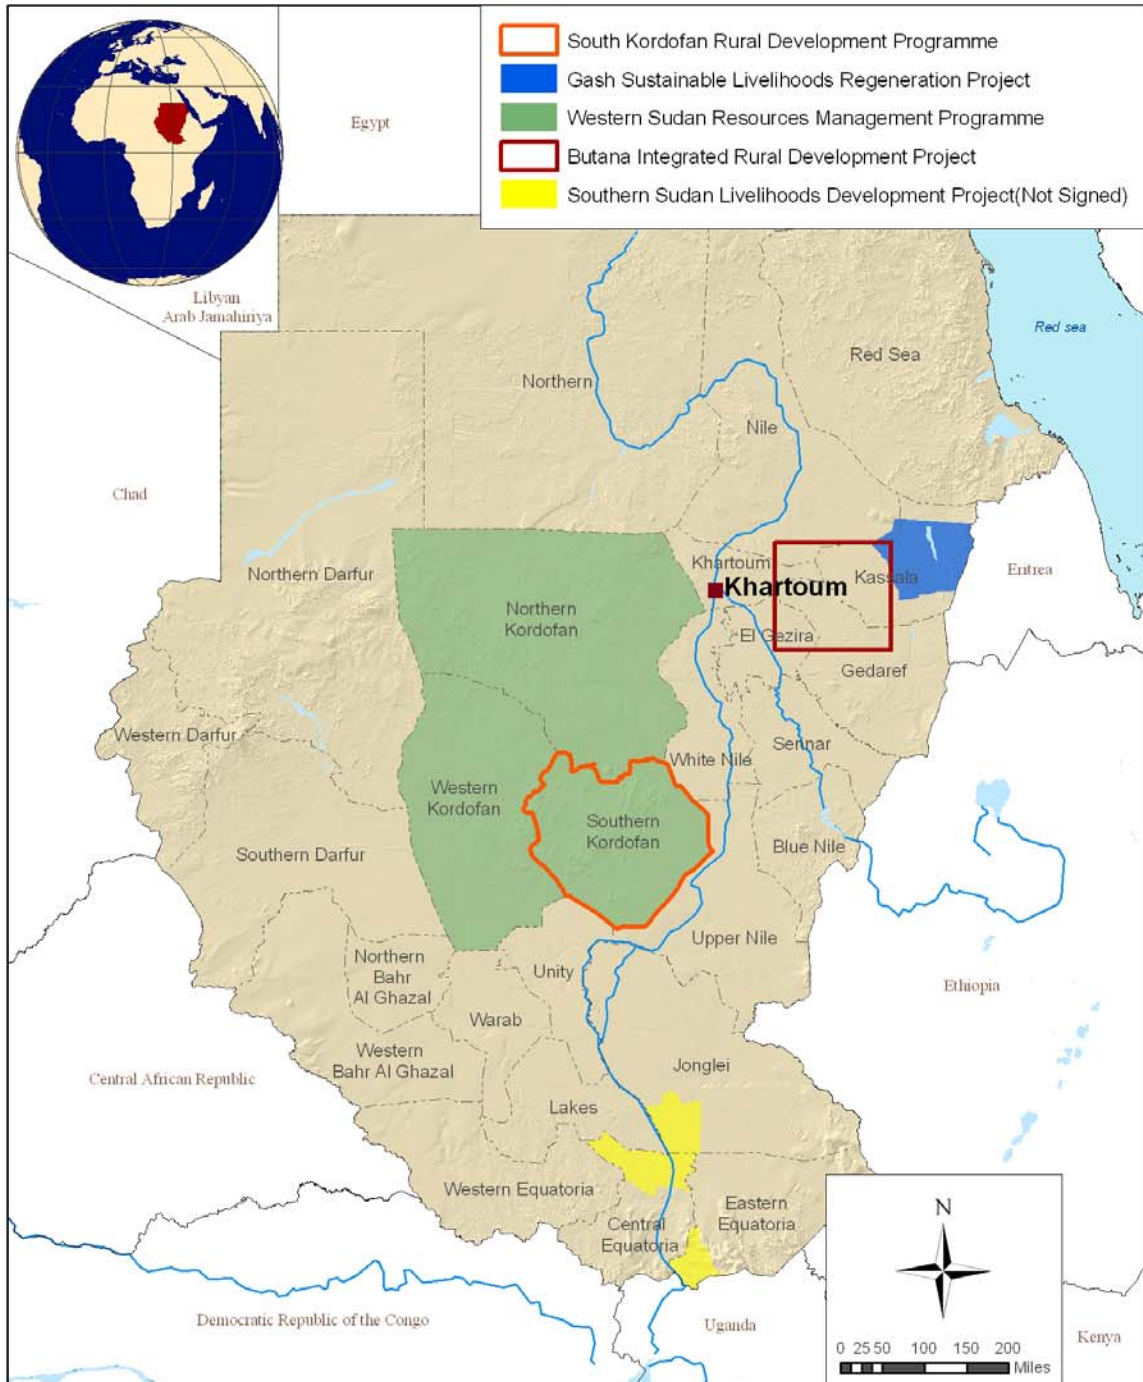 South Kordofan Rural Development Programme
Gash Sustainable Livelihoods Regeneration Project
Western Sudan Resources Management Programme
Butana Integrated Rural Development Project
Southern Sudan Livelihoods Development Project(Not Signed)
Egypt
Libyan
Arab Jamahiriya
Red sea
Red Sea
Northern
Nile
Chad
Khartoum
Khartoum
Kassala
Eritrea
Northern Darfur
Northern
Kordofan
El Gezira
Gedaref
Western Darfur
White Nile
Sennar
Western
Kordofan
Southern
Kordofan
Southern Darfur
Blue Nile
Upper Nile
Northern
Bahr
Al Ghazal
Unity
Ethiopia
Warab
Western
Bahr Al Ghazal
Jonglei
Central African Republic
Lakes
Western Equatoria
Eastern
Equatoria
Central
Equatoria
N
Democratic Republic of the Congo
Uganda
Kenya
0 25 50 100 150 200
Miles